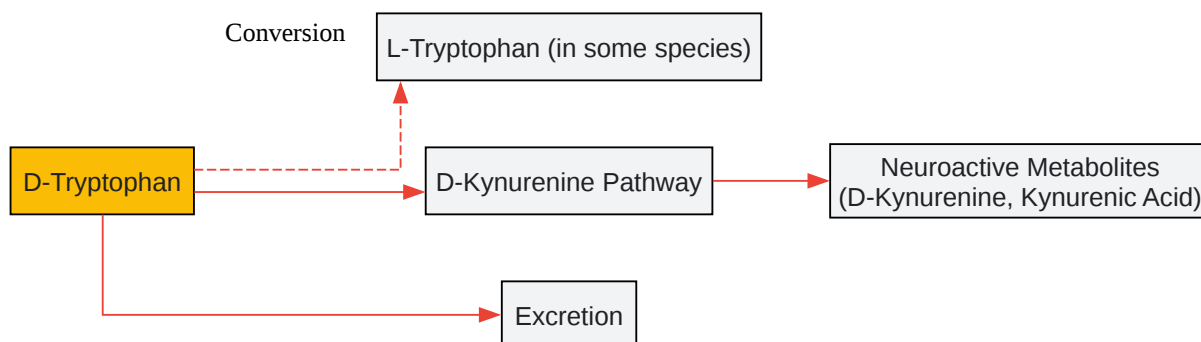 Conversion
L-Tryptophan (in some species)
D-Tryptophan
D-Kynurenine Pathway
Neuroactive Metabolites
(D-Kynurenine, Kynurenic Acid)
Excretion